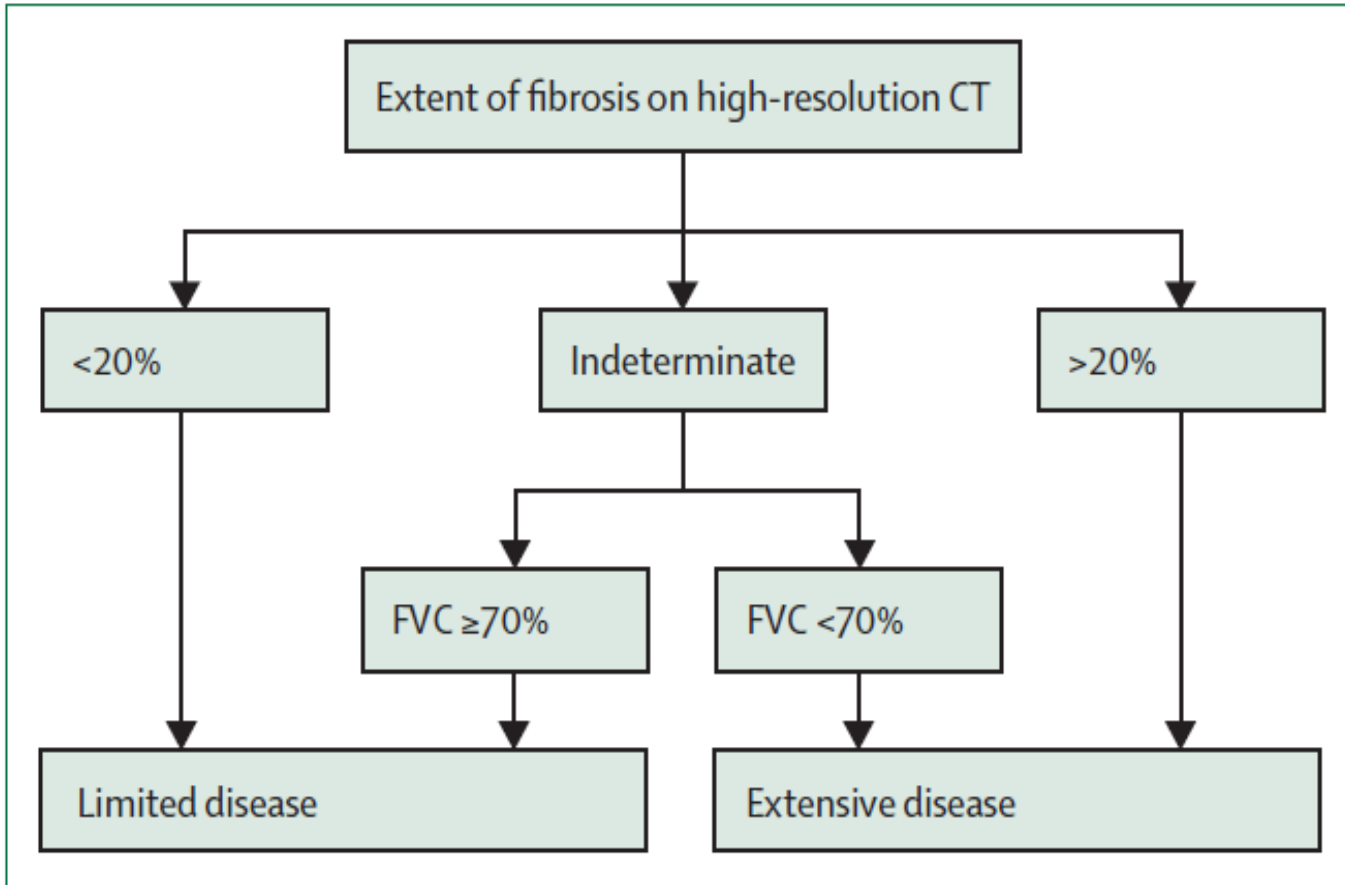 Extent of fibrosis on high-resolution CT
<20%
Indeterminate
>20%
FVC ≥70%
FVC <70%
Limited disease
Extensive disease